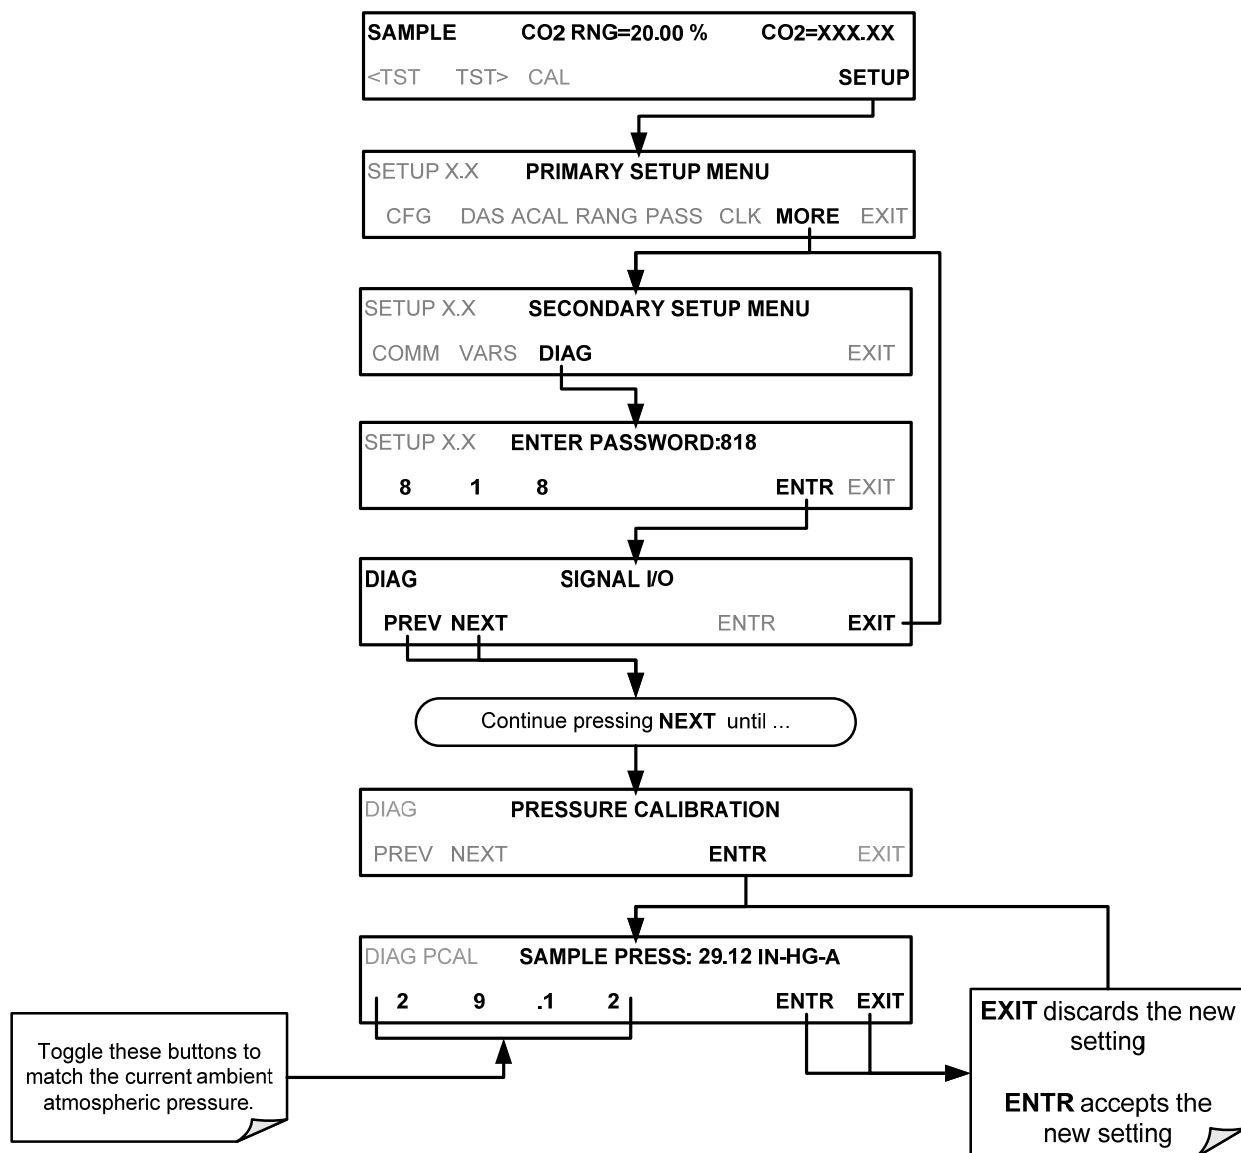 SAMPLE CO2 RNG=20.00 % CO2=XXX.XX
<TST TST> CAL SETUP
SETUP X.X PRIMARY SETUP MENU
CFG DAS ACAL RANG PASS CLK MORE EXIT
SETUP X.X SECONDARY SETUP MENU
COMM VARS DIAG EXIT
SETUP X.X ENTER PASSWORD:818
8 1 8 ENTR EXIT
DIAG SIGNAL I/O
PREV NEXT ENTR EXIT
Continue pressing NEXT until ...
DIAG PRESSURE CALIBRATION
PREV NEXT ENTR EXIT
DIAG PCAL SAMPLE PRESS: 29.12 IN-HG-A
2 9 .1 2 ENTR EXIT
Toggle these buttons to
match the current ambient
atmospheric pressure.
EXIT discards the new
setting
ENTR accepts the
new setting